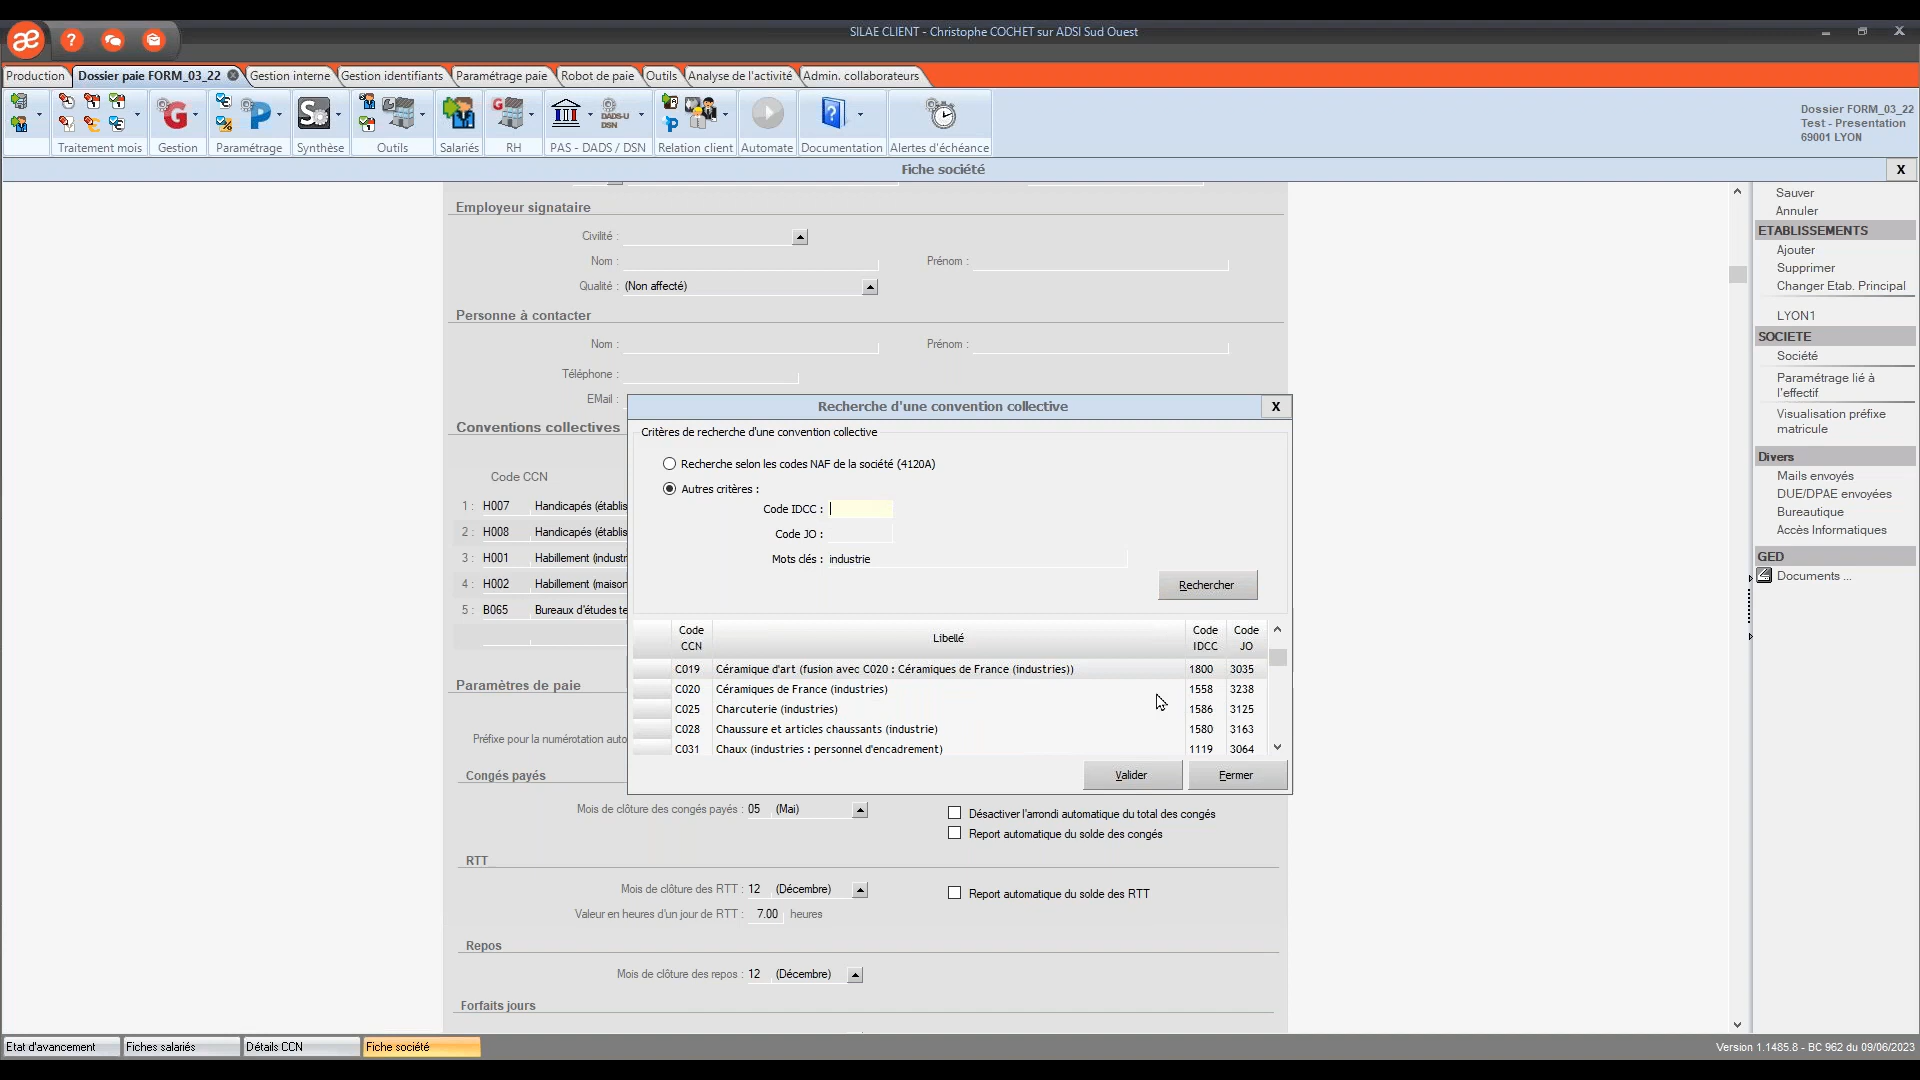 SILAE CLIENT - Christophe COCHET sur ADSI Sud Ouest
Production
Dossier paie FORM_03_22
Gestion interne
Gestion identifiants
Paramétrage paie
Robot de paie
Outils
Analyse de l'activité
Admin. collaborateurs
Traitement mois
Gestion
Paramétrage
Synthèse
Outils
Salariés
RH
DADS-U
DSN
PAS - DADS / DSN
Relation client
Automate
Documentation
Alertes d'échéance
Dossier FORM_03_22
Test - Presentation
69001 LYON
Fiche société
X
Employeur signataire
Civilité :
Nom :
Prénom :
Qualité : (Non affecté)
Personne à contacter
Nom :
Prénom :
Téléphone :
EMail :
Conventions collectives
Code CCN
1 : H007 Handicapés (établis
2 : H008 Handicapés (établis
3 : H001 Habillement (industr
4 : H002 Habillement (maison
5 : B065 Bureaux d'études te
Paramètres de paie
Préfixe pour la numérotation auto
Congés payés
Mois de clôture des congés payés : 05 (Mai)
Désactiver l'arrondi automatique du total des congés
Report automatique du solde des congés
RTT
Mois de clôture des RTT : 12 (Décembre)
Report automatique du solde des RTT
Valeur en heures d'un jour de RTT : 7.00 heures
Repos
Mois de clôture des repos : 12 (Décembre)
Forfaits jours
Recherche d'une convention collective
X
Critères de recherche d'une convention collective
Recherche selon les codes NAF de la société (4120A)
Autres critères :
Code IDCC :
Code JO :
Mots clés : industrie
Rechercher
Code CCN
Libellé
Code IDCC
Code JO
C019 Céramique d'art (fusion avec C020 : Céramiques de France (industries)) 1800 3035
C020 Céramiques de France (industries) 1558 3238
C025 Charcuterie (industries) 1586 3125
C028 Chaussure et articles chaussants (industrie) 1580 3163
C031 Chaux (industries : personnel d'encadrement) 1119 3064
Valider
Fermer
Sauver
Annuler
ETABLISSEMENTS
Ajouter
Supprimer
Changer Etab. Principal
LYON1
SOCIETE
Société
Paramétrage lié à
l'effectif
Visualisation préfixe
matricule
Divers
Mails envoyés
DUE/DPAE envoyées
Bureautique
Accès Informatiques
GED
Documents ...
Etat d'avancement
Fiches salariés
Détails CCN
Fiche société
Version 1.1485.8 - BC 962 du 09/06/2023